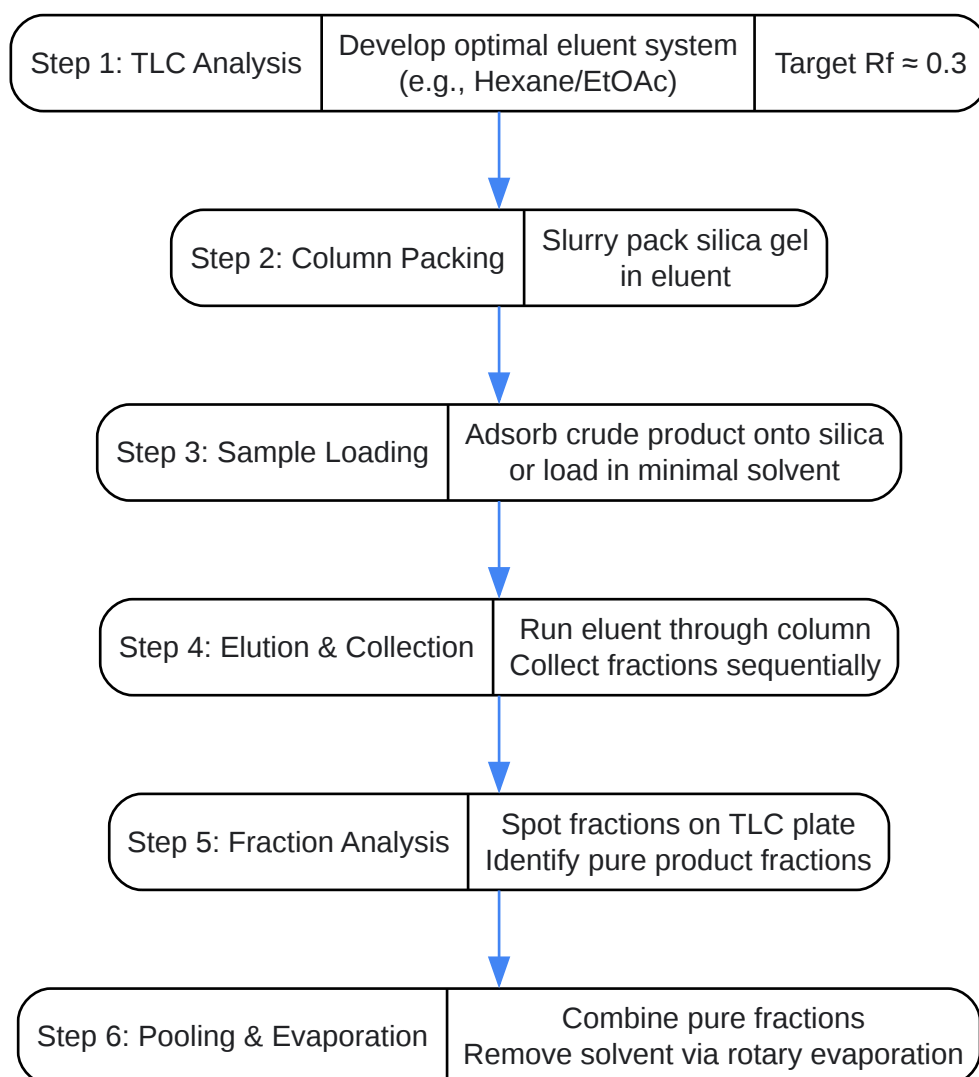 Step 1: TLC Analysis
Develop optimal eluent system
(e.g., Hexane/EtOAc)
Target Rf ≈ 0.3
Step 2: Column Packing
Slurry pack silica gel
in eluent
Step 3: Sample Loading
Adsorb crude product onto silica
or load in minimal solvent
Step 4: Elution & Collection
Run eluent through column
Collect fractions sequentially
Step 5: Fraction Analysis
Spot fractions on TLC plate
Identify pure product fractions
Step 6: Pooling & Evaporation
Combine pure fractions
Remove solvent via rotary evaporation